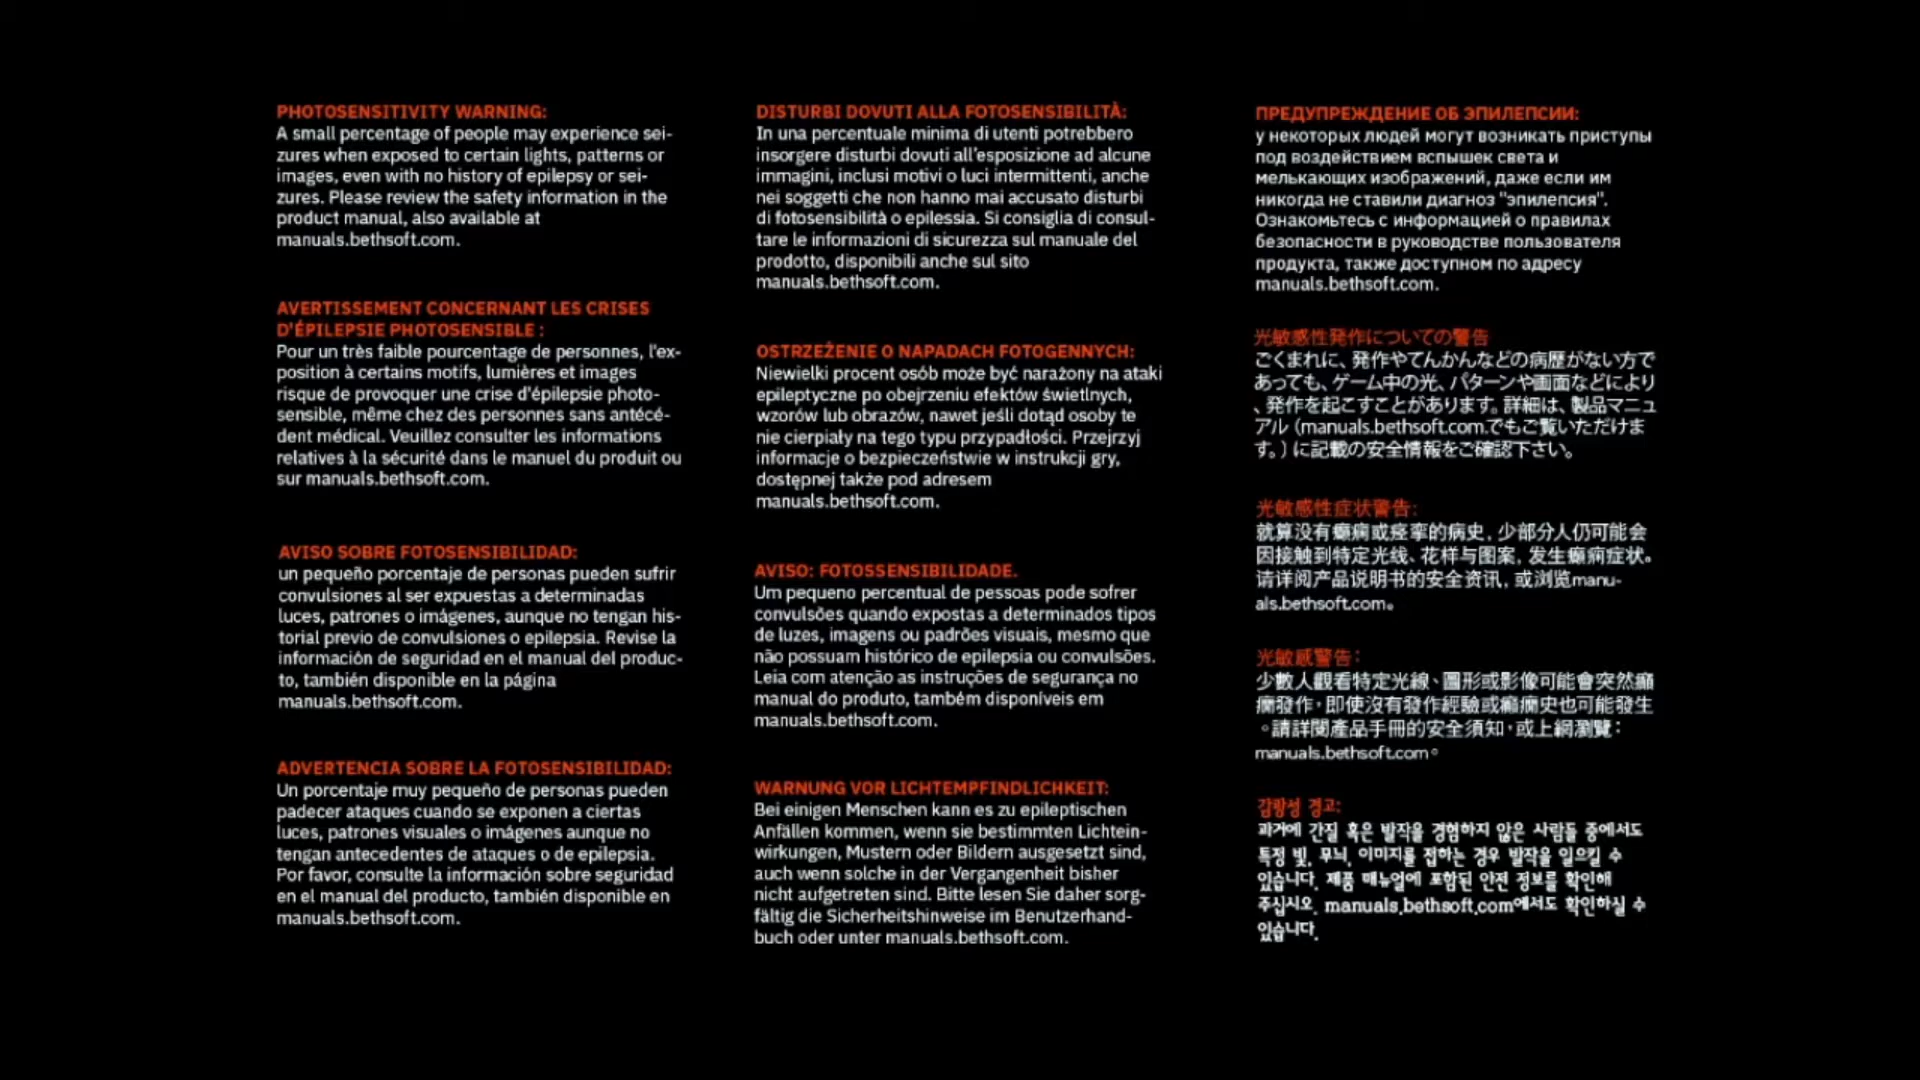 PHOTOSENSITIVITY WARNING:
A small percentage of people may experience sei-
zures when exposed to certain lights, patterns or
images, even with no history of epilepsy or sei-
zures. Please review the safety information in the
product manual, also available at
manuals.bethsoft.com.
AVERTISSEMENT CONCERNANT LES CRISES
D'ÉPILEPSIE PHOTOSENSIBLE :
Pour un très faible pourcentage de personnes, l'ex-
position à certains motifs, lumières et images
risque de provoquer une crise d'épilepsie photo-
sensible, même chez des personnes sans antécé-
dent médical. Veuillez consulter les informations
relatives à la sécurité dans le manuel du produit ou
sur manuals.bethsoft.com.
AVISO SOBRE FOTOSENSIBILIDAD:
un pequeño porcentaje de personas pueden sufrir
convulsiones al ser expuestas a determinadas
luces, patrones o imágenes, aunque no tengan his-
torial previo de convulsiones o epilepsia. Revise la
información de seguridad en el manual del produc-
to, también disponible en la página
manuals.bethsoft.com.
ADVERTENCIA SOBRE LA FOTOSENSIBILIDAD:
Un porcentaje muy pequeño de personas pueden
padecer ataques cuando se exponen a ciertas
luces, patrones visuales o imágenes aunque no
tengan antecedentes de ataques o de epilepsia.
Por favor, consulte la información sobre seguridad
en el manual del producto, también disponible en
manuals.bethsoft.com.
DISTURBI DOVUTI ALLA FOTOSENSIBILITÀ:
In una percentuale minima di utenti potrebbero
insorgere disturbi dovuti all'esposizione ad alcune
immagini, inclusi motivi o luci intermittenti, anche
nei soggetti che non hanno mai accusato disturbi
di fotosensibilità o epilessia. Si consiglia di consul-
tare le informazioni di sicurezza sul manuale del
prodotto, disponibili anche sul sito
manuals.bethsoft.com.
OSTRZEŻENIE O NAPADACH FOTOGENNYCH:
Niewielki procent osób może być narażony na ataki
epileptyczne po obejrzeniu efektów świetlnych,
wzorów lub obrazów, nawet jeśli dotąd osoby te
nie cierpiały na tego typu przypadłości. Przejrzyj
informacje o bezpieczeństwie w instrukcji gry,
dostępnej także pod adresem
manuals.bethsoft.com.
AVISO: FOTOSSENSIBILIDADE.
Um pequeno percentual de pessoas pode sofrer
convulsões quando expostas a determinados tipos
de luzes, imagens ou padrões visuais, mesmo que
não possuam histórico de epilepsia ou convulsões.
Leia com atenção as instruções de segurança no
manual do produto, também disponíveis em
manuals.bethsoft.com.
WARNUNG VOR LICHTEMPFINDLICHKEIT:
Bei einigen Menschen kann es zu epileptischen
Anfällen kommen, wenn sie bestimmten Lichtein-
wirkungen, Mustern oder Bildern ausgesetzt sind,
auch wenn solche in der Vergangenheit bisher
nicht aufgetreten sind. Bitte lesen Sie daher sorg-
fältig die Sicherheitshinweise im Benutzerhand-
buch oder unter manuals.bethsoft.com.
ПРЕДУПРЕЖДЕНИЕ ОБ ЭПИЛЕПСИИ:
у некоторых людей могут возникать приступы
под воздействием вспышек света и
мелькающих изображений, даже если им
никогда не ставили диагноз "эпилепсия".
Ознакомьтесь с информацией о правилах
безопасности в руководстве пользователя
продукта, также доступном по адресу
manuals.bethsoft.com.
光敏感性発作についての警告
ごくまれに、発作やてんかんなどの病歴がない方で
あっても、ゲーム中の光、パターンや画面などにより
、発作を起こすことがあります。詳細は、製品マニュ
アル（manuals.bethsoft.comでもご覧いただけま
す。）に記載の安全情報をご確認下さい。
光敏感性症状警告:
就算没有癫痫或痉挛的病史，少部分人仍可能会
因接触到特定光线、花样与图案，发生癫痫症状。
请详阅产品说明书的安全资讯，或浏览manu-
als.bethsoft.com。
光敏感警告：
少數人觀看特定光線、圖形或影像可能會突然癲
癇發作，即使沒有發作經驗或癲癇史也可能發生
。請詳閱產品手冊的安全須知，或上網瀏覽：
manuals.bethsoft.com。
감광성 경고:
과거에 간질 혹은 발작을 경험하지 않은 사람들 중에서도
특정 빛, 무늬, 이미지를 접하는 경우 발작을 일으킬 수
있습니다. 제품 매뉴얼에 포함된 안전 정보를 확인해
주십시오. manuals.bethsoft.com에서도 확인하실 수
있습니다.